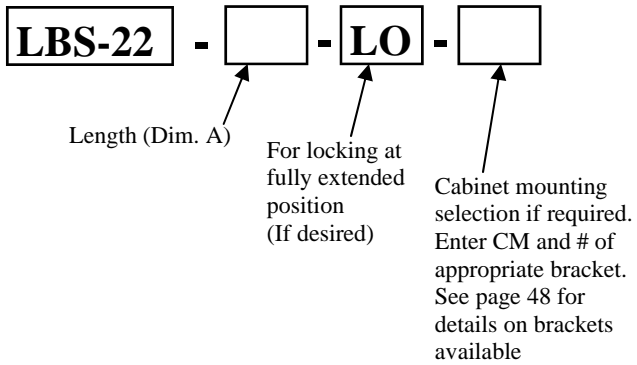 LBS-22 - - LO -
Length (Dim. A)
For locking at
fully extended
position
(If desired)
Cabinet mounting
selection if required.
Enter CM and # of
appropriate bracket.
See page 48 for
details on brackets
available